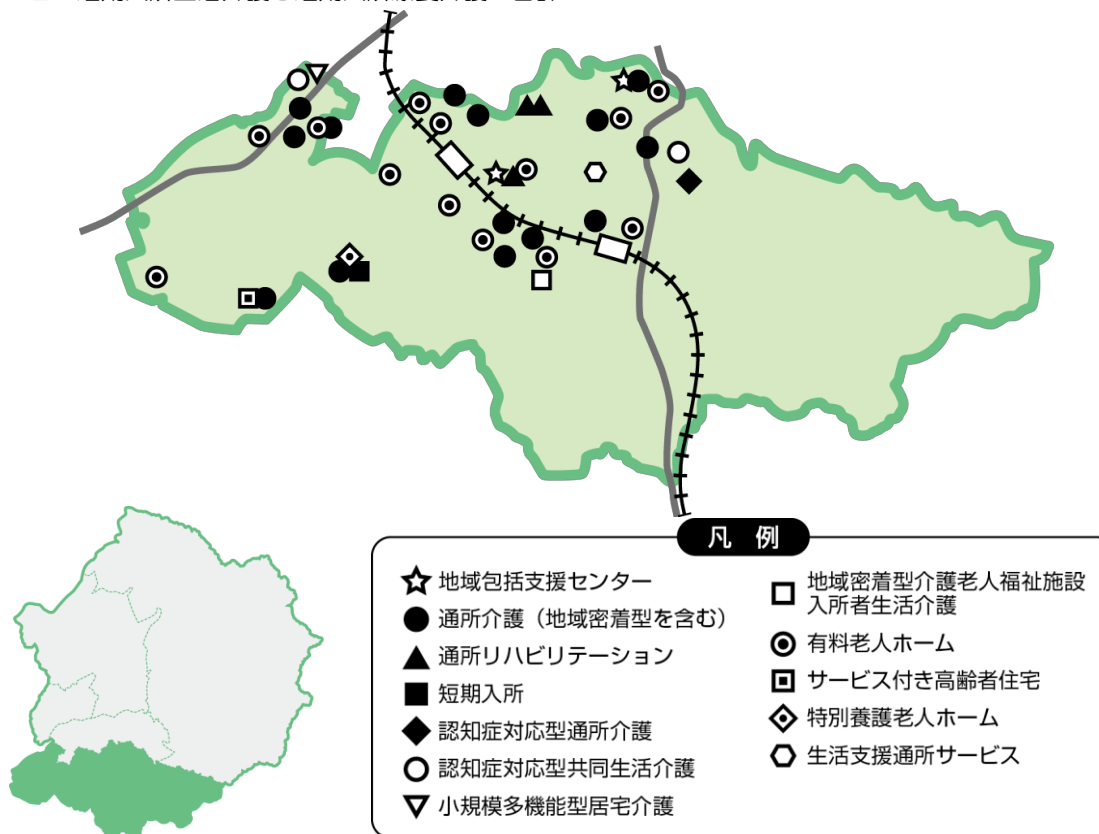 凡 例
地域包括支援センター
通所介護（地域密着型を含む）
通所リハビリテーション
短期入所
認知症対応型通所介護
認知症対応型共同生活介護
小規模多機能型居宅介護
地域密着型介護老人福祉施設
入所者生活介護
有料老人ホーム
サービス付き高齢者住宅
特別養護老人ホーム
生活支援通所サービス